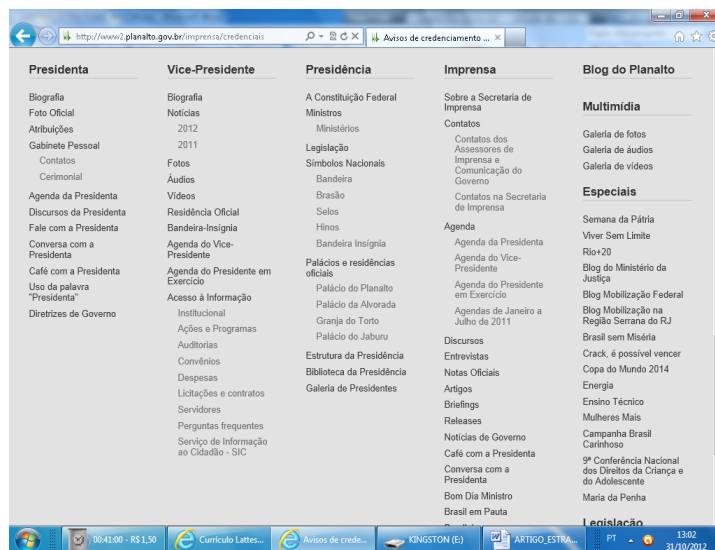 http://www2.planalto.gov.br/imprensa/credenciais
Avisos de credenciamento ...
Presidenta
Biografia
Foto Oficial
Atribuições
Gabinete Pessoal
Contatos
Cerimonial
Agenda da Presidenta
Discursos da Presidenta
Fale com a Presidenta
Conversa com a
Presidenta
Café com a Presidenta
Uso da palavra
"Presidenta"
Diretrizes de Governo
Vice-Presidente
Biografia
Notícias
2012
2011
Fotos
Áudios
Vídeos
Residência Oficial
Bandeira-Insígnia
Agenda do Vice-
Presidente
Agenda do Presidente em
Exercício
Acesso à Informação
Institucional
Ações e Programas
Auditorias
Convênios
Despesas
Licitações e contratos
Servidores
Perguntas frequentes
Serviço de Informação
ao Cidadão - SIC
Presidência
A Constituição Federal
Ministros
Ministérios
Legislação
Símbolos Nacionais
Bandeira
Brasão
Selos
Hinos
Bandeira Insígnia
Palácios e residências
oficiais
Palácio do Planalto
Palácio da Alvorada
Granja do Torto
Palácio do Jaburu
Estrutura da Presidência
Biblioteca da Presidência
Galeria de Presidentes
Imprensa
Sobre a Secretaria de
Imprensa
Contatos
Contatos dos
Assessores de
Imprensa e
Comunicação do
Governo
Contatos na Secretaria
de Imprensa
Agenda
Agenda da Presidenta
Agenda do Vice-
Presidente
Agenda do Presidente
em Exercício
Agendas de Janeiro a
Julho de 2011
Discursos
Entrevistas
Notas Oficiais
Artigos
Briefings
Releases
Notícias de Governo
Café com a Presidenta
Conversa com a
Presidenta
Bom Dia Ministro
Brasil em Pauta
Blog do Planalto
Multimídia
Galeria de fotos
Galeria de áudios
Galeria de vídeos
Especiais
Semana da Pátria
Viver Sem Limite
Rio+20
Blog do Ministério da
Justiça
Blog Mobilização Federal
Blog Mobilização na
Região Serrana do RJ
Brasil sem Miséria
Crack, é possível vencer
Copa do Mundo 2014
Energia
Ensino Técnico
Mulheres Mais
Campanha Brasil
Carinhoso
9ª Conferência Nacional
dos Direitos da Criança e
do Adolescente
Maria da Penha
Legislação
00:41:00 - R$ 1,50
Currículo Lattes...
Avisos de crede...
KINGSTON (E:)
ARTIGO_ESTRA...
PT
13:02
31/10/2012